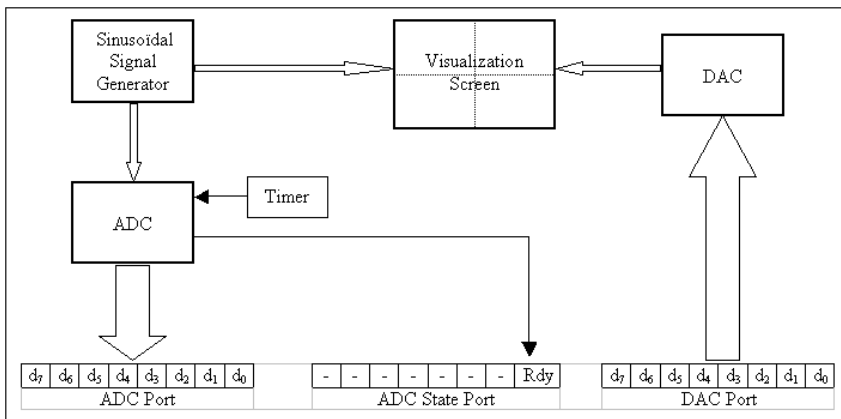 Sinusoïdal
Signal
Generator
Visualization
Screen
DAC
Timer
ADC
d7 d6 d5 d4 d3 d2 d1 d0
ADC Port
- - - - - - - Rdy
ADC State Port
d7 d6 d5 d4 d3 d2 d1 d0
DAC Port